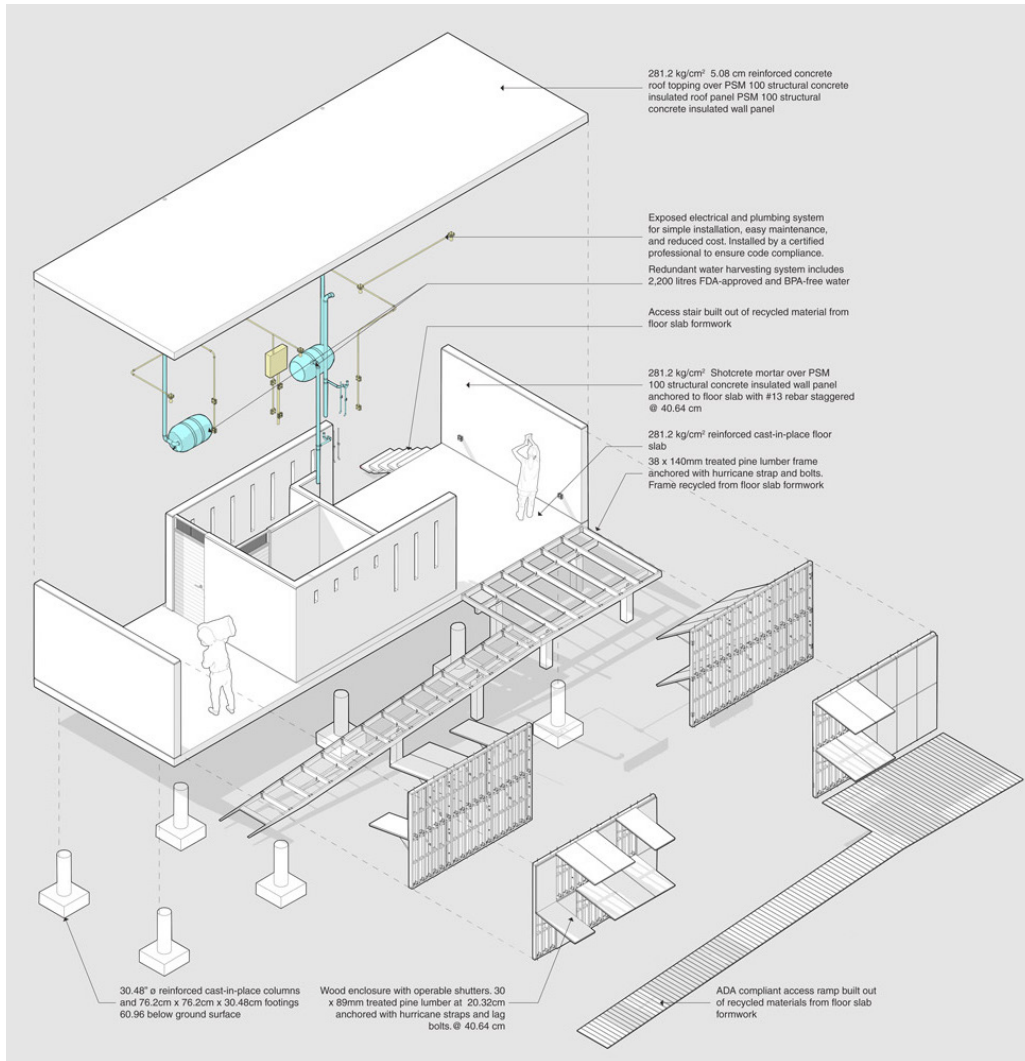 281.2 kg/cm² 5.08 cm reinforced concrete
roof topping over PSM 100 structural concrete
insulated roof panel PSM 100 structural
concrete insulated wall panel
Exposed electrical and plumbing system
for simple installation, easy maintenance,
and reduced cost. Installed by a certified
professional to ensure code compliance.
Redundant water harvesting system includes
2,200 litres FDA-approved and BPA-free water
Access stair built out of recycled material from
floor slab formwork
281.2 kg/cm² Shotcrete mortar over PSM
100 structural concrete insulated wall panel
anchored to floor slab with #13 rebar staggered
@ 40.64 cm
281.2 kg/cm² reinforced cast-in-place floor
slab
38 x 140mm treated pine lumber frame
anchored with hurricane strap and bolts.
Frame recycled from floor slab formwork
30.48" ø reinforced cast-in-place columns
and 76.2cm x 76.2cm x 30.48cm footings
60.96 below ground surface
Wood enclosure with operable shutters. 30
x 89mm treated pine lumber at 20.32cm
anchored with hurricane straps and lag
bolts.@ 40.64 cm
ADA compliant access ramp built out
of recycled materials from floor slab
formwork